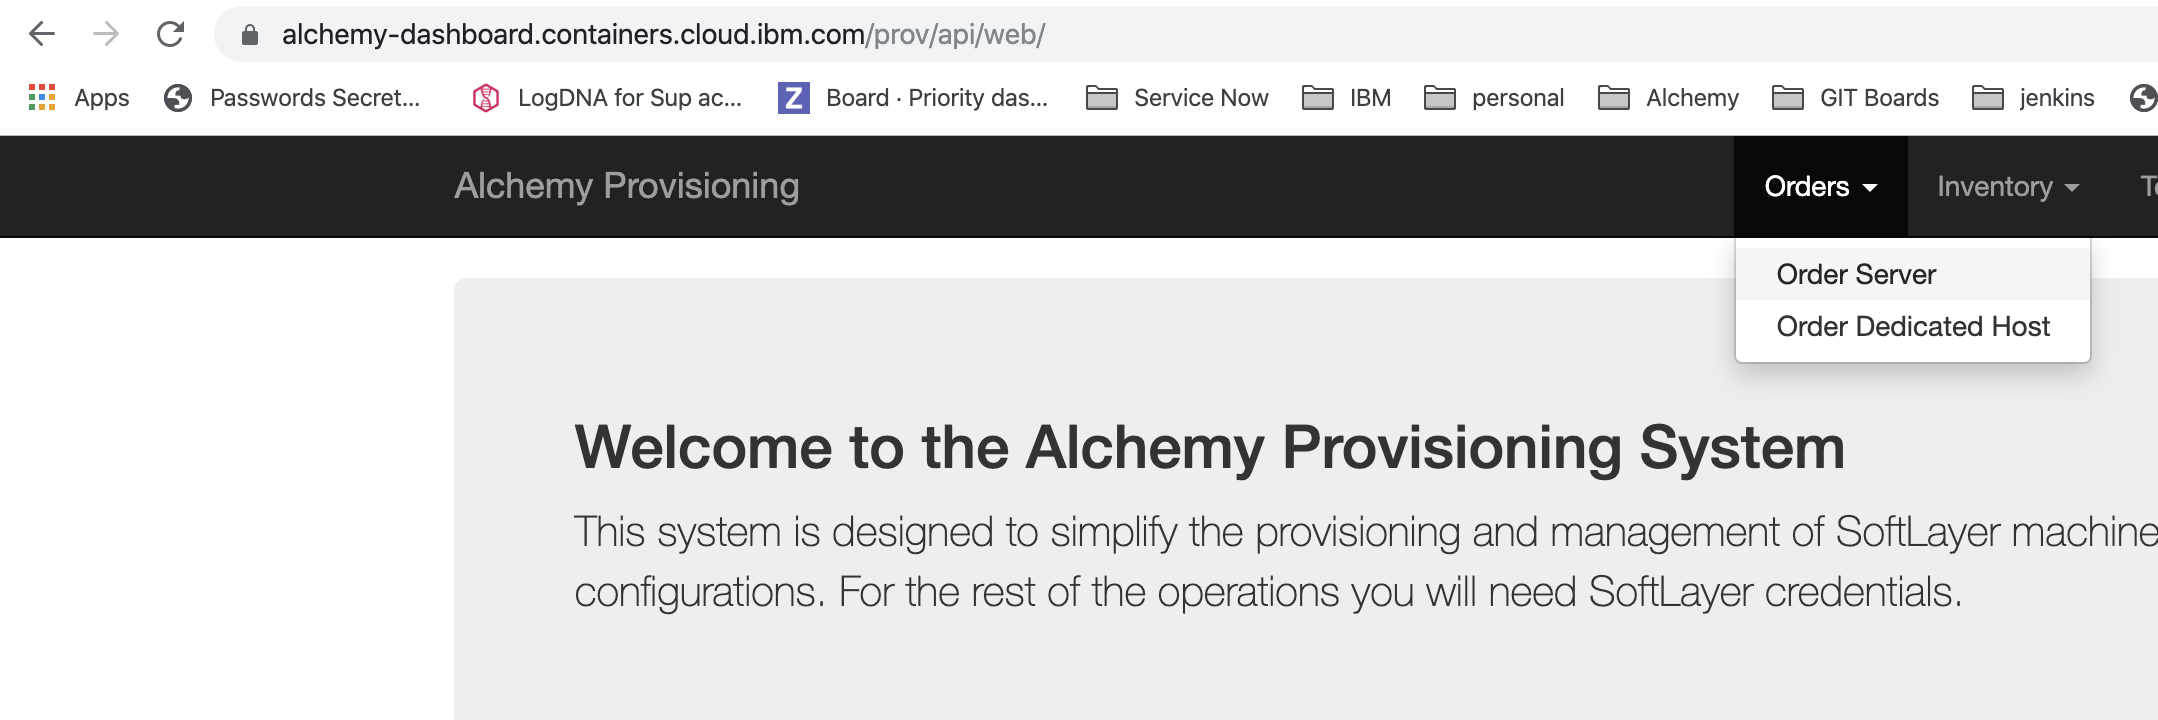 alchemy-dashboard.containers.cloud.ibm.com/prov/api/web/
Apps Passwords Secret... LogDNA for Sup ac... Z Board · Priority das... Service Now IBM personal Alchemy GIT Boards jenkins
Alchemy Provisioning Orders Inventory
Order Server
Order Dedicated Host
Welcome to the Alchemy Provisioning System
This system is designed to simplify the provisioning and management of SoftLayer machine
configurations. For the rest of the operations you will need SoftLayer credentials.